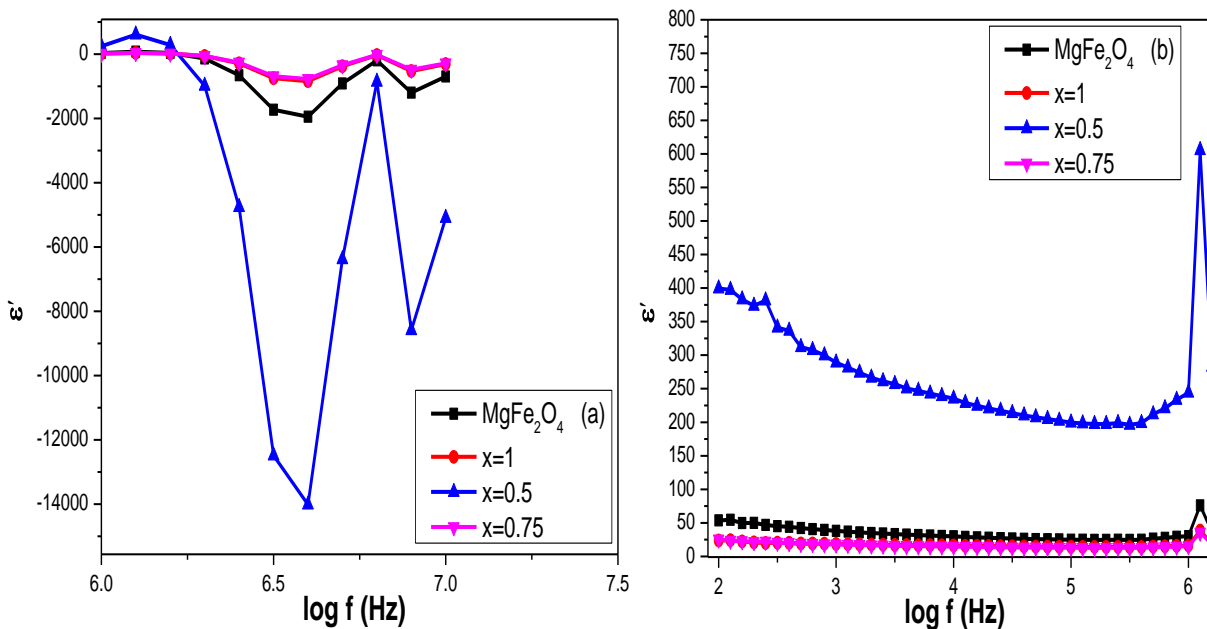 0
-2000
-4000
-6000
-8000
-10000
-12000
-14000
ε′
6.0 6.5 7.0 7.5
log f (Hz)
MgFe₂O₄ (a)
x=1
x=0.5
x=0.75
800
750
700
650
600
550
500
450
400
350
300
250
200
150
100
50
0
ε′
2 3 4 5 6
log f (Hz)
MgFe₂O₄ (b)
x=1
x=0.5
x=0.75